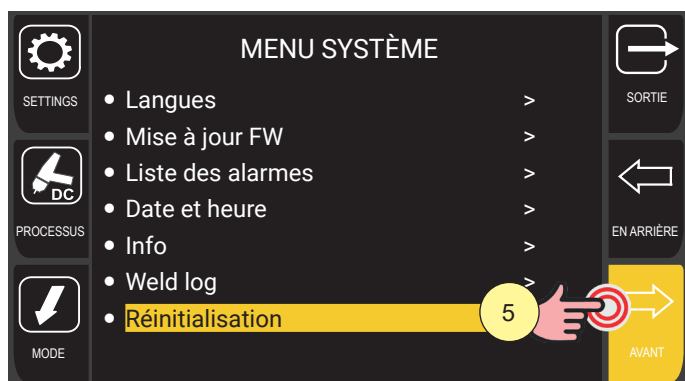 MENU SYSTÈME
SETTINGS
DC
PROCESSUS
MODE
• Langues >
• Mise à jour FW >
• Liste des alarmes >
• Date et heure >
• Info >
• Weld log >
• Réinitialisation
5
SORTIE
EN ARRIÈRE
AVANT